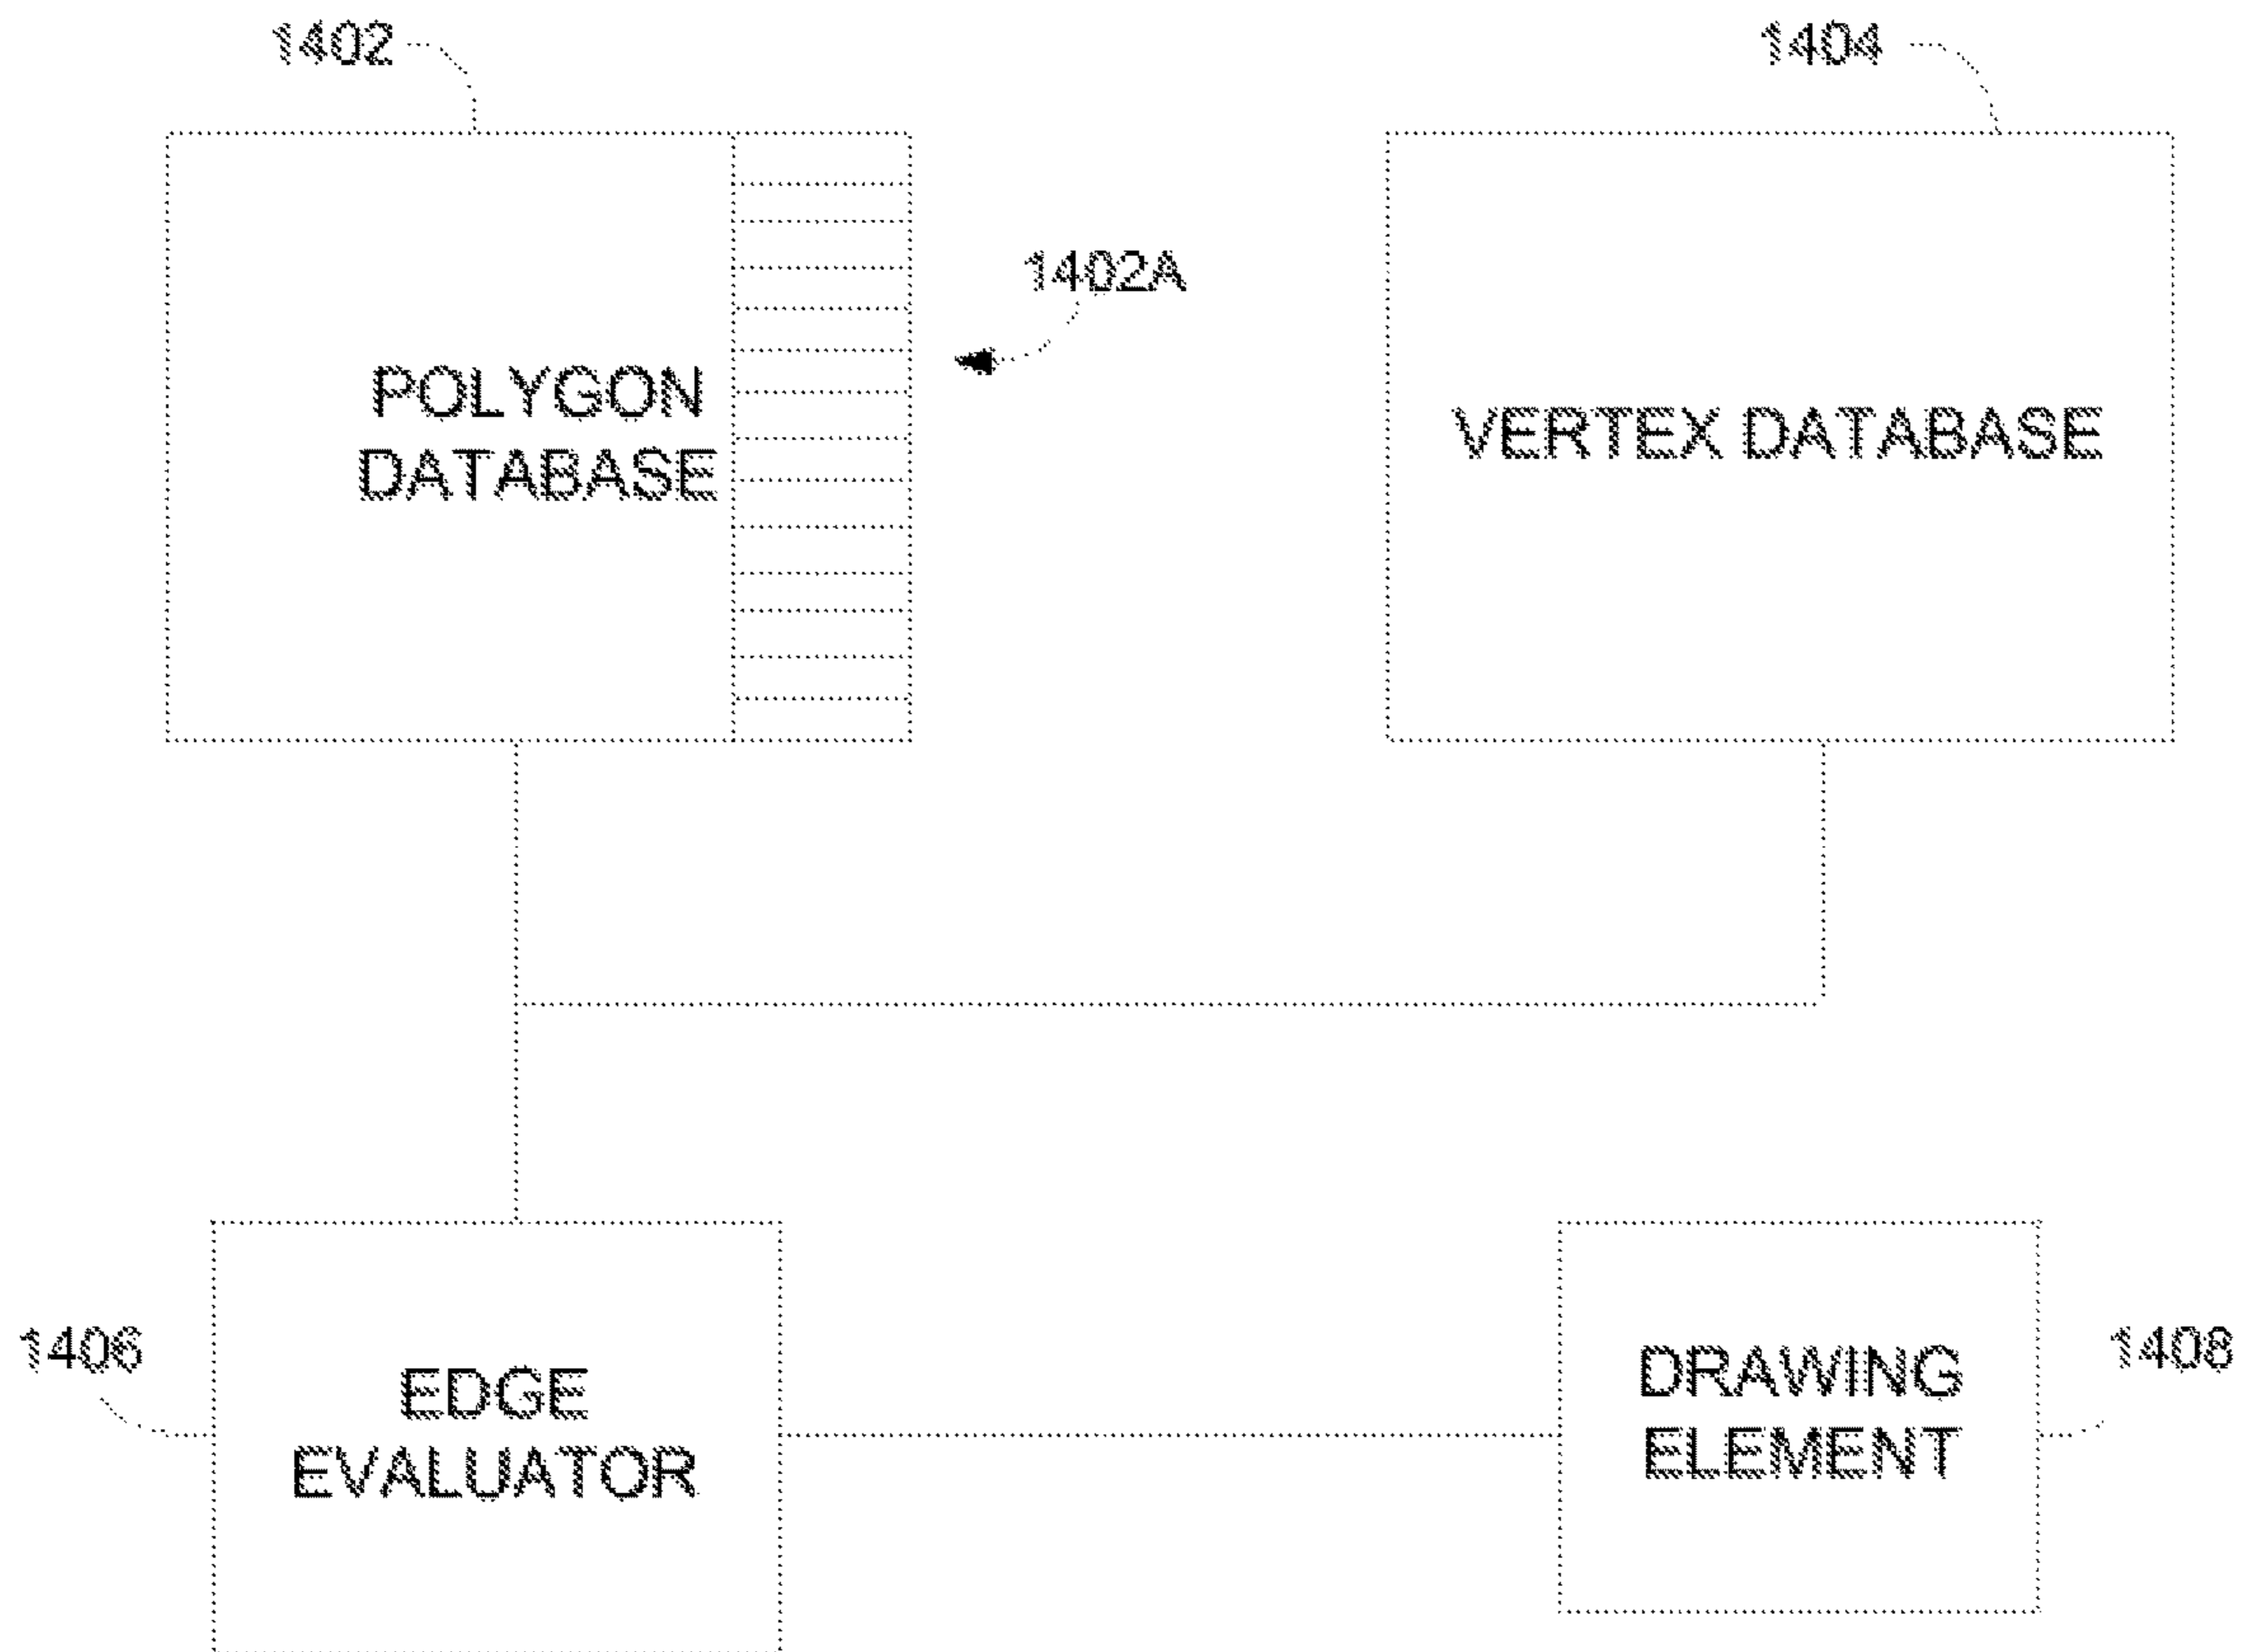 1402
1404
1402A
POLYGON
DATABASE
VERTEX DATABASE
1406
EDGE
EVALUATOR
DRAWING
ELEMENT
1408